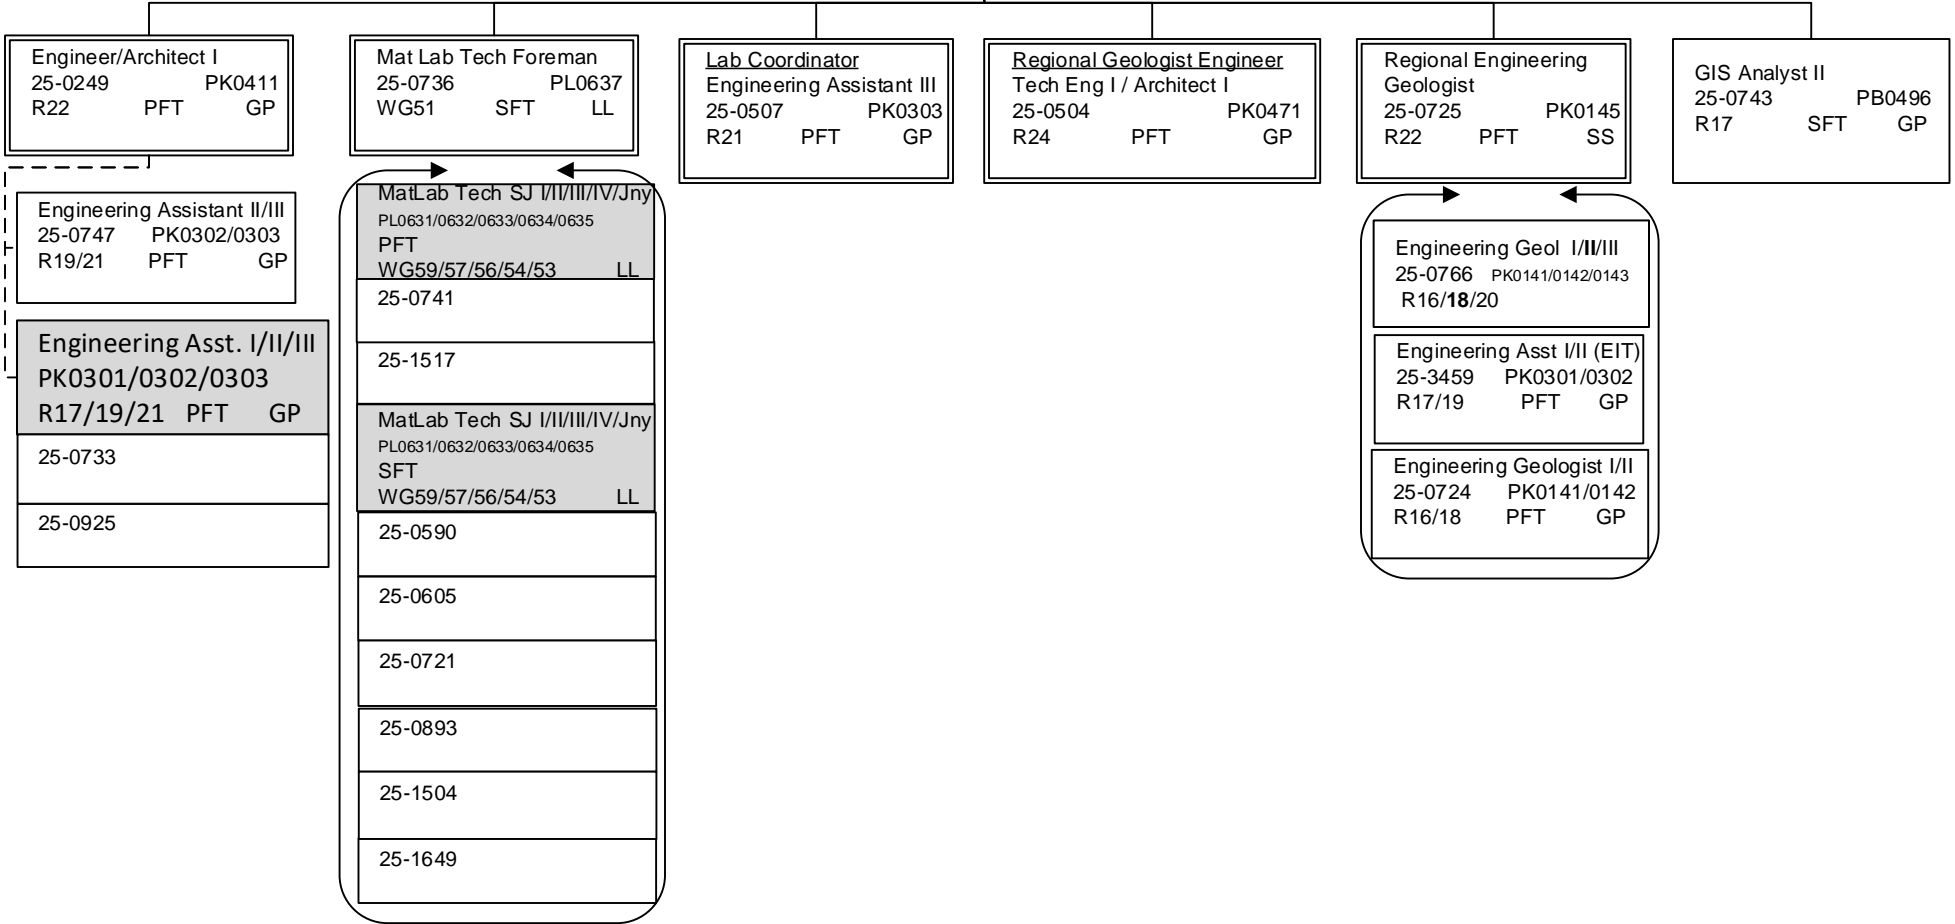 Engineer/Architect I
25-0249 PK0411
R22 PFT GP
Engineering Assistant II/III
25-0747 PK0302/0303
R19/21 PFT GP
Engineering Asst. I/II/III
PK0301/0302/0303
R17/19/21 PFT GP
25-0733
25-0925
Mat Lab Tech Foreman
25-0736 PL0637
WG51 SFT LL
MatLab Tech SJ I/II/III/IV/Jny
PL0631/0632/0633/0634/0635
PFT
WG59/57/56/54/53 LL
25-0741
25-1517
MatLab Tech SJ I/II/III/IV/Jny
PL0631/0632/0633/0634/0635
SFT
WG59/57/56/54/53 LL
25-0590
25-0605
25-0721
25-0893
25-1504
25-1649
Lab Coordinator
Engineering Assistant III
25-0507 PK0303
R21 PFT GP
Regional Geologist Engineer
Tech Eng I / Architect I
25-0504 PK0471
R24 PFT GP
Regional Engineering
Geologist
25-0725 PK0145
R22 PFT SS
Engineering Geol I/II/III
25-0766 PK0141/0142/0143
R16/18/20
Engineering Asst I/II (EIT)
25-3459 PK0301/0302
R17/19 PFT GP
Engineering Geologist I/II
25-0724 PK0141/0142
R16/18 PFT GP
GIS Analyst II
25-0743 PB0496
R17 SFT GP